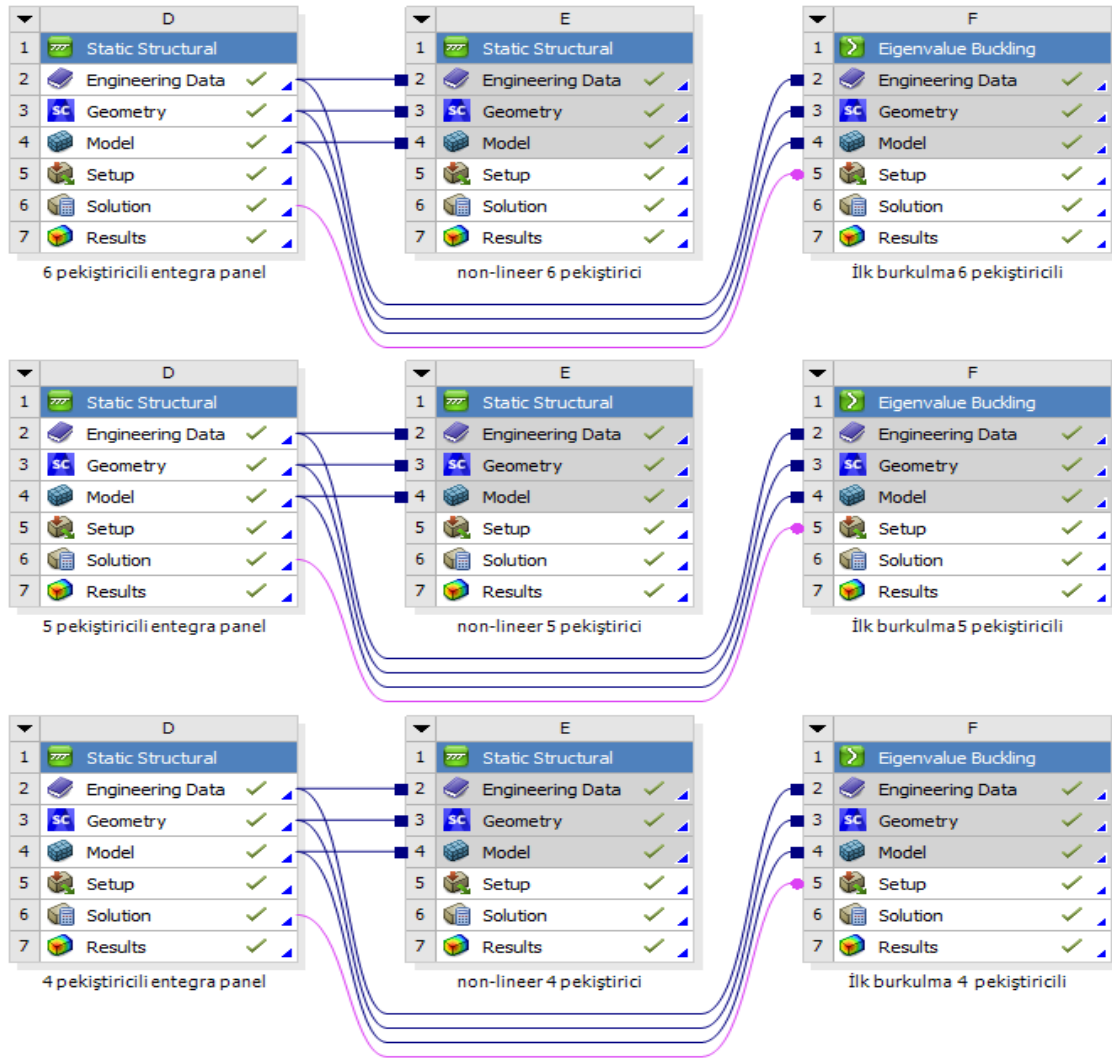 D E F
1 Static Structural 1 Static Structural 1 Eigenvalue Buckling
2 Engineering Data 2 Engineering Data 2 Engineering Data
3 SC Geometry 3 SC Geometry 3 SC Geometry
4 Model 4 Model 4 Model
5 Setup 5 Setup 5 Setup
6 Solution 6 Solution 6 Solution
7 Results 7 Results 7 Results
6 pekiştiricili entegra panel non-lineer 6 pekiştirici İlk burkulma 6 pekiştiricili
D E F
1 Static Structural 1 Static Structural 1 Eigenvalue Buckling
2 Engineering Data 2 Engineering Data 2 Engineering Data
3 SC Geometry 3 SC Geometry 3 SC Geometry
4 Model 4 Model 4 Model
5 Setup 5 Setup 5 Setup
6 Solution 6 Solution 6 Solution
7 Results 7 Results 7 Results
5 pekiştiricili entegra panel non-lineer 5 pekiştirici İlk burkulma 5 pekiştiricili
D E F
1 Static Structural 1 Static Structural 1 Eigenvalue Buckling
2 Engineering Data 2 Engineering Data 2 Engineering Data
3 SC Geometry 3 SC Geometry 3 SC Geometry
4 Model 4 Model 4 Model
5 Setup 5 Setup 5 Setup
6 Solution 6 Solution 6 Solution
7 Results 7 Results 7 Results
4 pekiştiricili entegra panel non-lineer 4 pekiştirici İlk burkulma 4 pekiştiricili